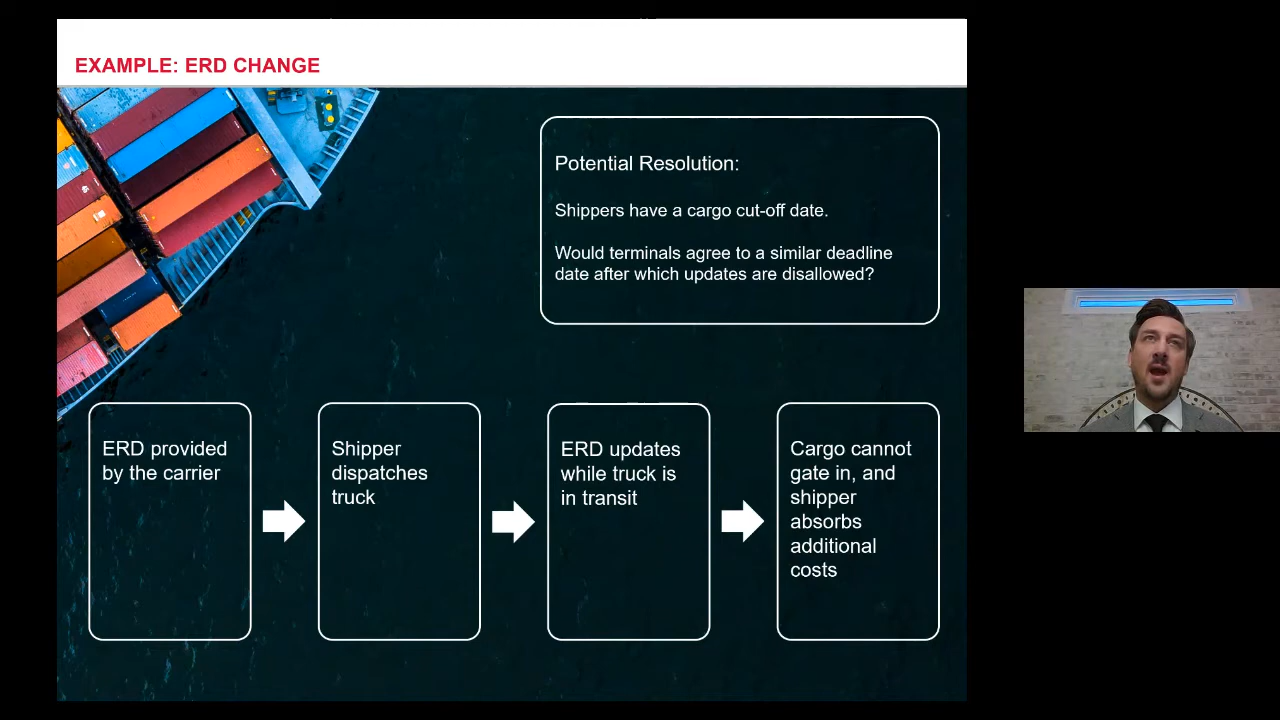 EXAMPLE: ERD CHANGE
Potential Resolution:
Shippers have a cargo cut-off date.
Would terminals agree to a similar deadline
date after which updates are disallowed?
ERD provided
by the carrier
Shipper
dispatches
truck
ERD updates
while truck is
in transit
Cargo cannot
gate in, and
shipper
absorbs
additional
costs